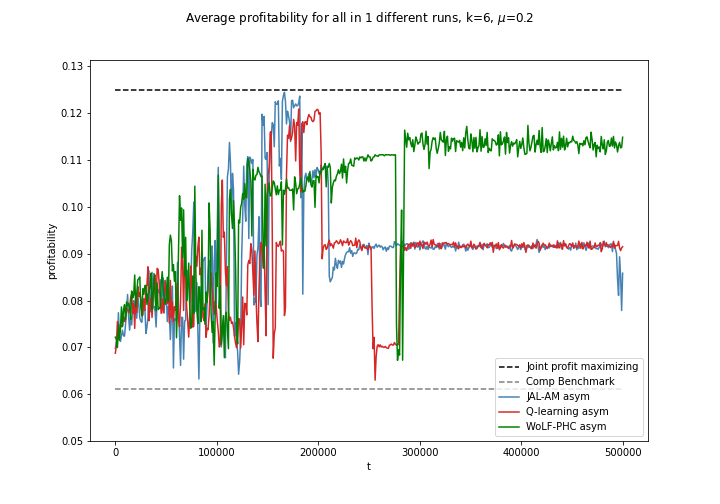 Average profitability for all in 1 different runs, k=6, μ=0.2
0.13
0.12
0.11
0.10
0.09
0.08
0.07
0.06
0.05
profitability
0
100000
200000
300000
400000
500000
t
Joint profit maximizing
Comp Benchmark
JAL-AM asym
Q-learning asym
WoLF-PHC asym